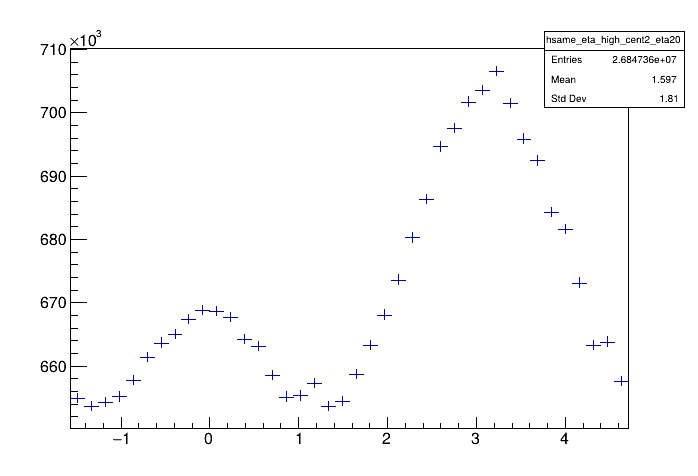 ×10³
710
700
690
680
670
660
−1 0 1 2 3 4
hsame_eta_high_cent2_eta20
Entries 2.684736e+07
Mean 1.597
Std Dev 1.81